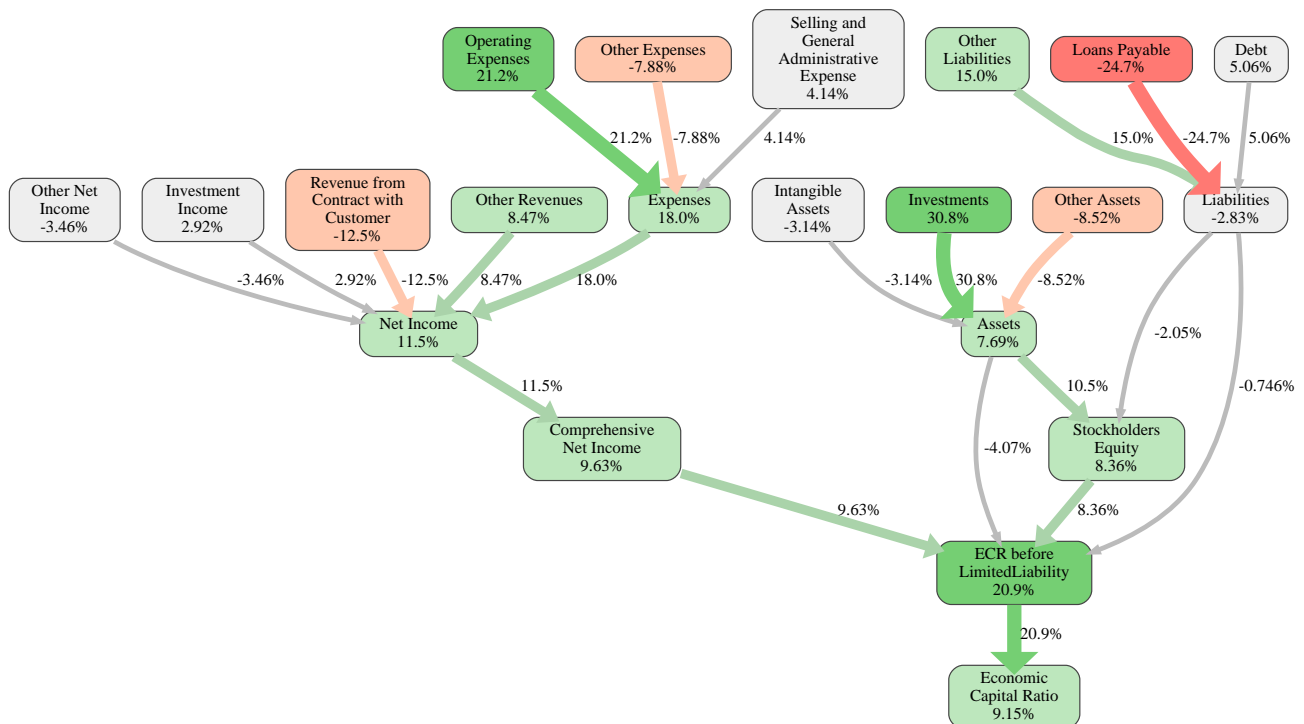 Operating
Expenses
21.2%
Other Expenses
-7.88%
Selling and
General
Administrative
Expense
4.14%
Other
Liabilities
15.0%
Loans Payable
-24.7%
Debt
5.06%
21.2%
-7.88%
4.14%
15.0%
-24.7%
5.06%
Other Net
Income
-3.46%
Investment
Income
2.92%
Revenue from
Contract with
Customer
-12.5%
Other Revenues
8.47%
Expenses
18.0%
Intangible
Assets
-3.14%
Investments
30.8%
Other Assets
-8.52%
Liabilities
-2.83%
-3.46%
2.92%
-12.5%
8.47%
18.0%
-3.14%
30.8%
-8.52%
Net Income
11.5%
Assets
7.69%
-2.05%
-0.746%
11.5%
10.5%
Comprehensive
Net Income
9.63%
-4.07%
Stockholders
Equity
8.36%
9.63%
8.36%
ECR before
LimitedLiability
20.9%
20.9%
Economic
Capital Ratio
9.15%